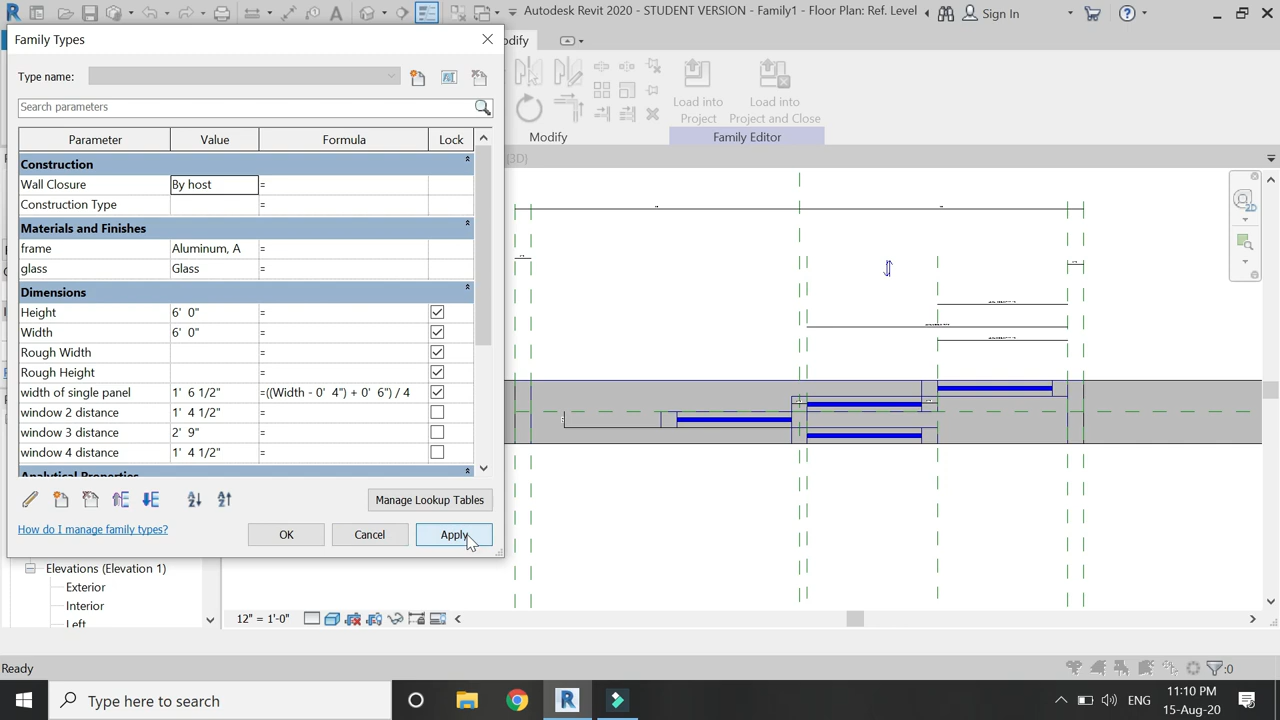 Autodesk Revit 2020 - STUDENT VERSION - Family1 - Floor Plan: Ref. Level
Sign In
Family Types
odify
Type name:
Search parameters
Load into
Project
Load into
Project and Close
Modify
Family Editor
Parameter Value Formula Lock
(3D)
Construction
Wall Closure By host =
Construction Type =
Materials and Finishes
frame Aluminum, A =
glass Glass =
Dimensions
Height 6' 0" =
Width 6' 0" =
Rough Width =
Rough Height =
width of single panel 1' 6 1/2" =((Width - 0' 4") + 0' 6") / 4
window 2 distance 1' 4 1/2" =
window 3 distance 2' 9" =
window 4 distance 1' 4 1/2" =
Analytical Properties
Manage Lookup Tables
How do I manage family types?
OK Cancel Apply
Elevations (Elevation 1)
Exterior
Interior
Left
12" = 1'-0"
Ready
:0
Type here to search
ENG
11:10 PM
15-Aug-20